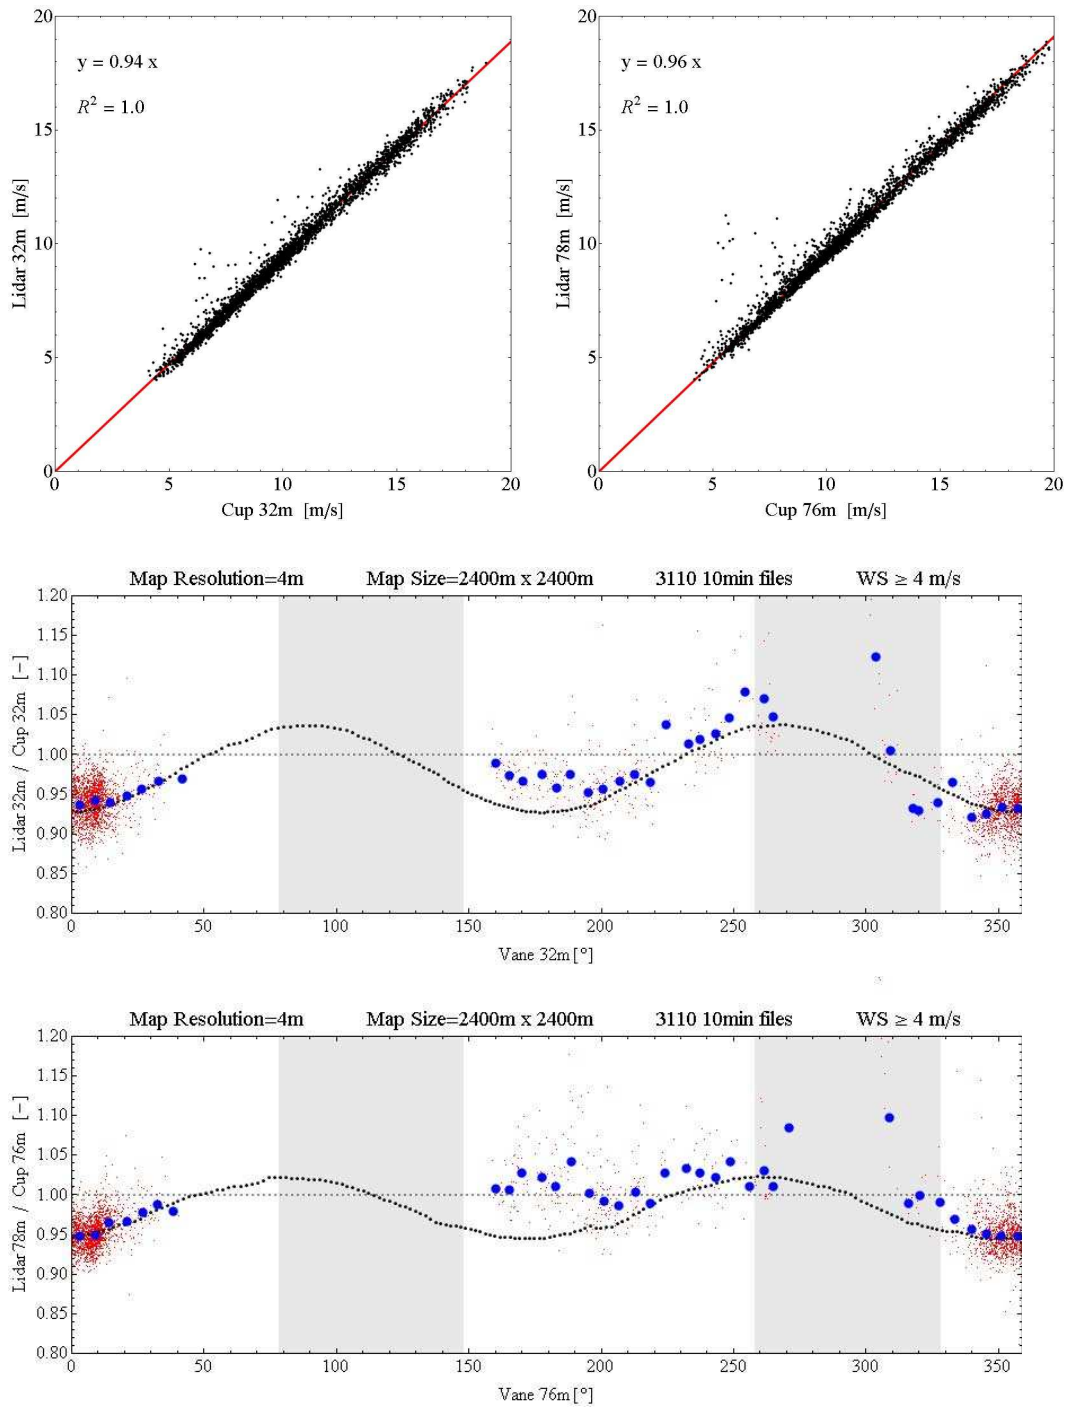 20
15
10
5
0
y = 0.94 x
R² = 1.0
Lidar 32m [m/s]
0 5 10 15 20
Cup 32m [m/s]
20
15
10
5
0
y = 0.96 x
R² = 1.0
Lidar 78m [m/s]
0 5 10 15 20
Cup 76m [m/s]
Map Resolution=4m Map Size=2400m x 2400m 3110 10min files WS ≥ 4 m/s
1.20
1.15
1.10
1.05
1.00
0.95
0.90
0.85
0.80
Lidar 32m / Cup 32m [−]
0 50 100 150 200 250 300 350
Vane 32m [°]
Map Resolution=4m Map Size=2400m x 2400m 3110 10min files WS ≥ 4 m/s
1.20
1.15
1.10
1.05
1.00
0.95
0.90
0.85
0.80
Lidar 78m / Cup 76m [−]
0 50 100 150 200 250 300 350
Vane 76m [°]